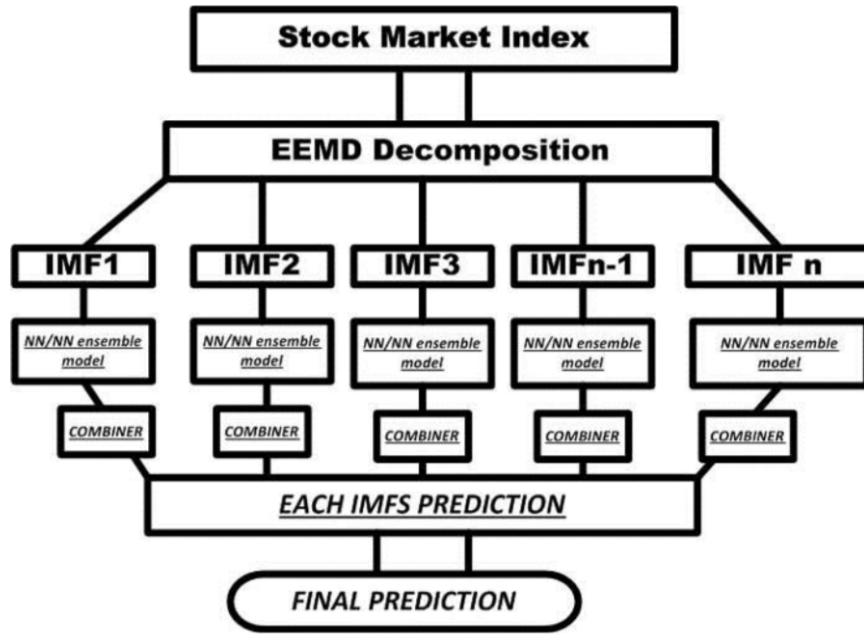 Stock Market Index
EEMD Decomposition
IMF1
IMF2
IMF3
IMFn-1
IMF n
NN/NN ensemble
model
NN/NN ensemble
model
NN/NN ensemble
model
NN/NN ensemble
model
NN/NN ensemble
model
COMBINER
COMBINER
COMBINER
COMBINER
COMBINER
EACH IMFS PREDICTION
FINAL PREDICTION